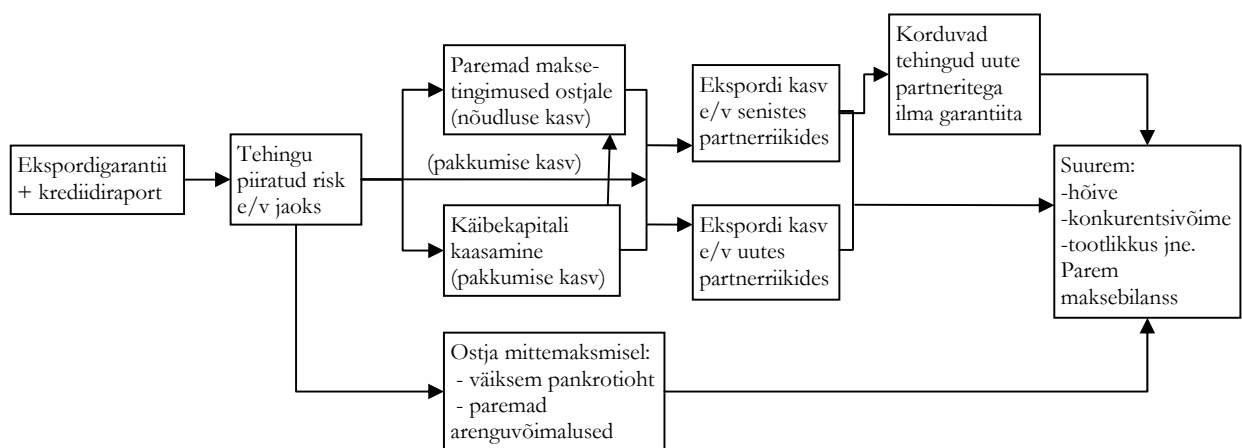 Ekspordigarantii
+ krediidiraport
Tehingu
piiratud risk
e/v jaoks
Paremad makse-
tingimused ostjale
(nõudluse kasv)
(pakkumise kasv)
Käibekapitali
kaasamine
(pakkumise kasv)
Ekspordi kasv
e/v senistes
partnerriikides
Ekspordi kasv
e/v uutes
partnerriikides
Korduvad
tehingud uute
partneritega
ilma garantiita
Suurem:
-hõive
-konkurentsivõime
-tootlikkus jne.
Parem
maksebilanss
Ostja mittemaksmisel:
- väiksem pankrotioht
- paremad
arenguvõimalused